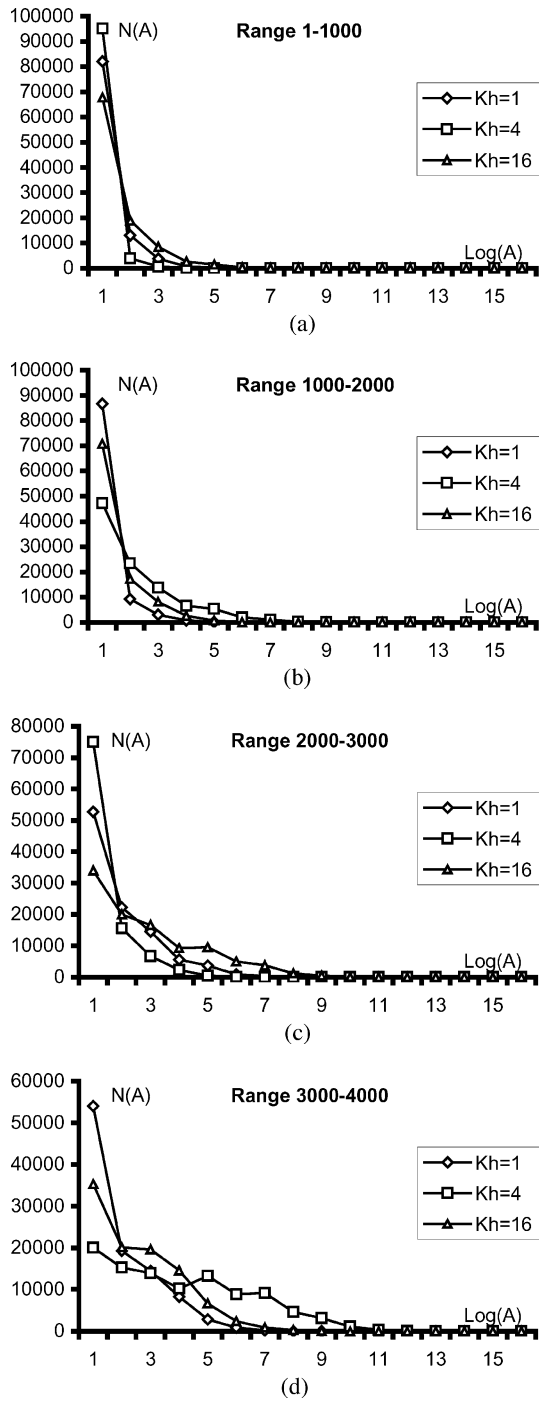 100000 N(A) Range 1-1000
90000
80000
70000 Kh=1
60000 Kh=4
50000
40000 Kh=16
30000
20000
10000 Log(A)
0
1 3 5 7 9 11 13 15
(a)
100000 N(A) Range 1000-2000
90000
80000
70000 Kh=1
60000 Kh=4
50000
40000 Kh=16
30000
20000
10000 Log(A)
0
1 3 5 7 9 11 13 15
(b)
80000 N(A) Range 2000-3000
70000
60000 Kh=1
50000 Kh=4
40000
30000 Kh=16
20000
10000 Log(A)
0
1 3 5 7 9 11 13 15
(c)
60000 N(A) Range 3000-4000
50000
40000 Kh=1
30000 Kh=4
20000 Kh=16
10000 Log(A)
0
1 3 5 7 9 11 13 15
(d)